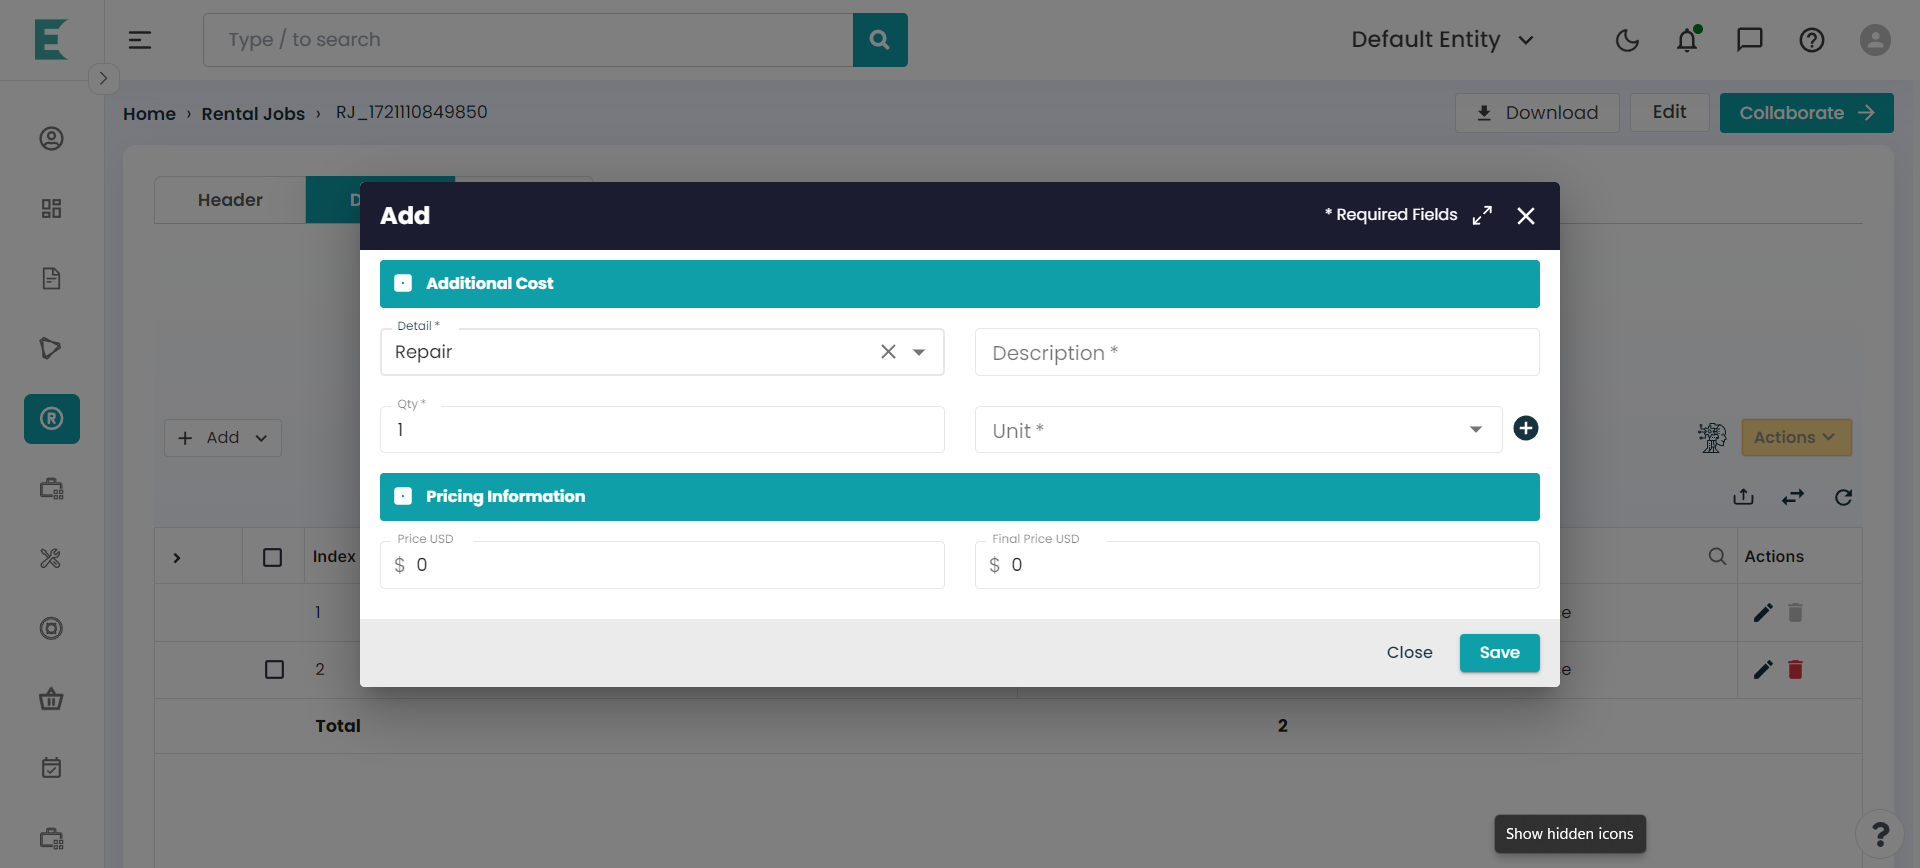 Type / to search
Default Entity
Home › Rental Jobs › RJ_1721110849850
Download
Edit
Collaborate
Header
D
Add
* Required Fields
Additional Cost
Detail *
Repair
Description *
Qty *
1
Unit *
Add
Actions
Pricing Information
Price USD
$ 0
Final Price USD
$ 0
Index
Actions
1
e
2
e
Close
Save
Total
2
Show hidden icons
?